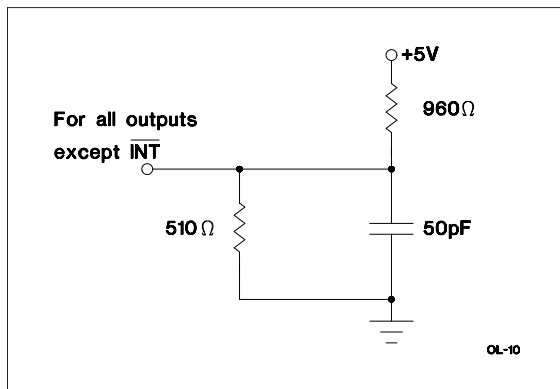 +5V
960Ω
For all outputs
except INT
510Ω
50pF
OL-10